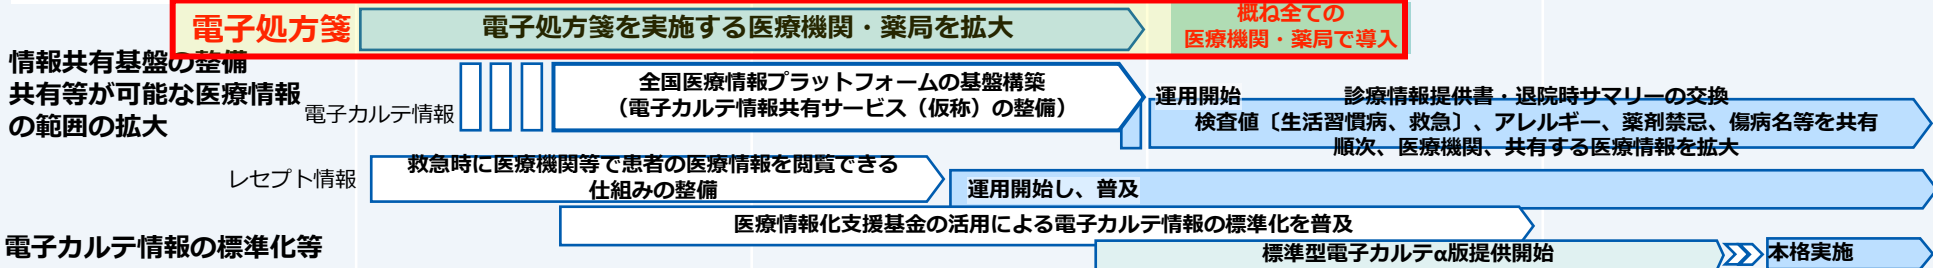 電子処方箋
電子処方箋を実施する医療機関・薬局を拡大
概ね全ての
医療機関・薬局で導入
情報共有基盤の整備
共有等が可能な医療情報
の範囲の拡大
電子カルテ情報
全国医療情報プラットフォームの基盤構築
（電子カルテ情報共有サービス（仮称）の整備）
運用開始
診療情報提供書・退院時サマリーの交換
検査値〔生活習慣病、救急〕、アレルギー、薬剤禁忌、傷病名等を共有
順次、医療機関、共有する医療情報を拡大
レセプト情報
救急時に医療機関等で患者の医療情報を閲覧できる
仕組みの整備
運用開始し、普及
医療情報化支援基金の活用による電子カルテ情報の標準化を普及
電子カルテ情報の標準化等
標準型電子カルテα版提供開始
本格実施